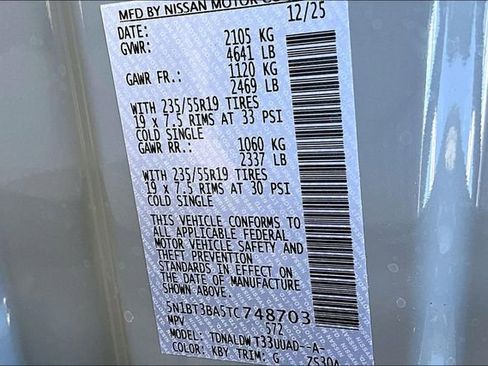 MFD BY NISSAN MOTOR CO
DATE: 12/25
GVWR: 2105 KG
4641 LB
GAWR FR.: 1120 KG
2469 LB
WITH 235/55R19 TIRES
19 x 7.5 RIMS AT 33 PSI
COLD SINGLE
GAWR RR.: 1060 KG
2337 LB
WITH 235/55R19 TIRES
19 x 7.5 RIMS AT 30 PSI
COLD SINGLE
THIS VEHICLE CONFORMS TO
ALL APPLICABLE FEDERAL
MOTOR VEHICLE SAFETY AND
THEFT PREVENTION
STANDARDS IN EFFECT ON
THE DATE OF MANUFACTURE
SHOWN ABOVE.
5N1BT3BA5TC748703
MPV 572
MODEL: TDNALDWT33UUAD--A-
COLOR: KBY TRIM: G 7S30A